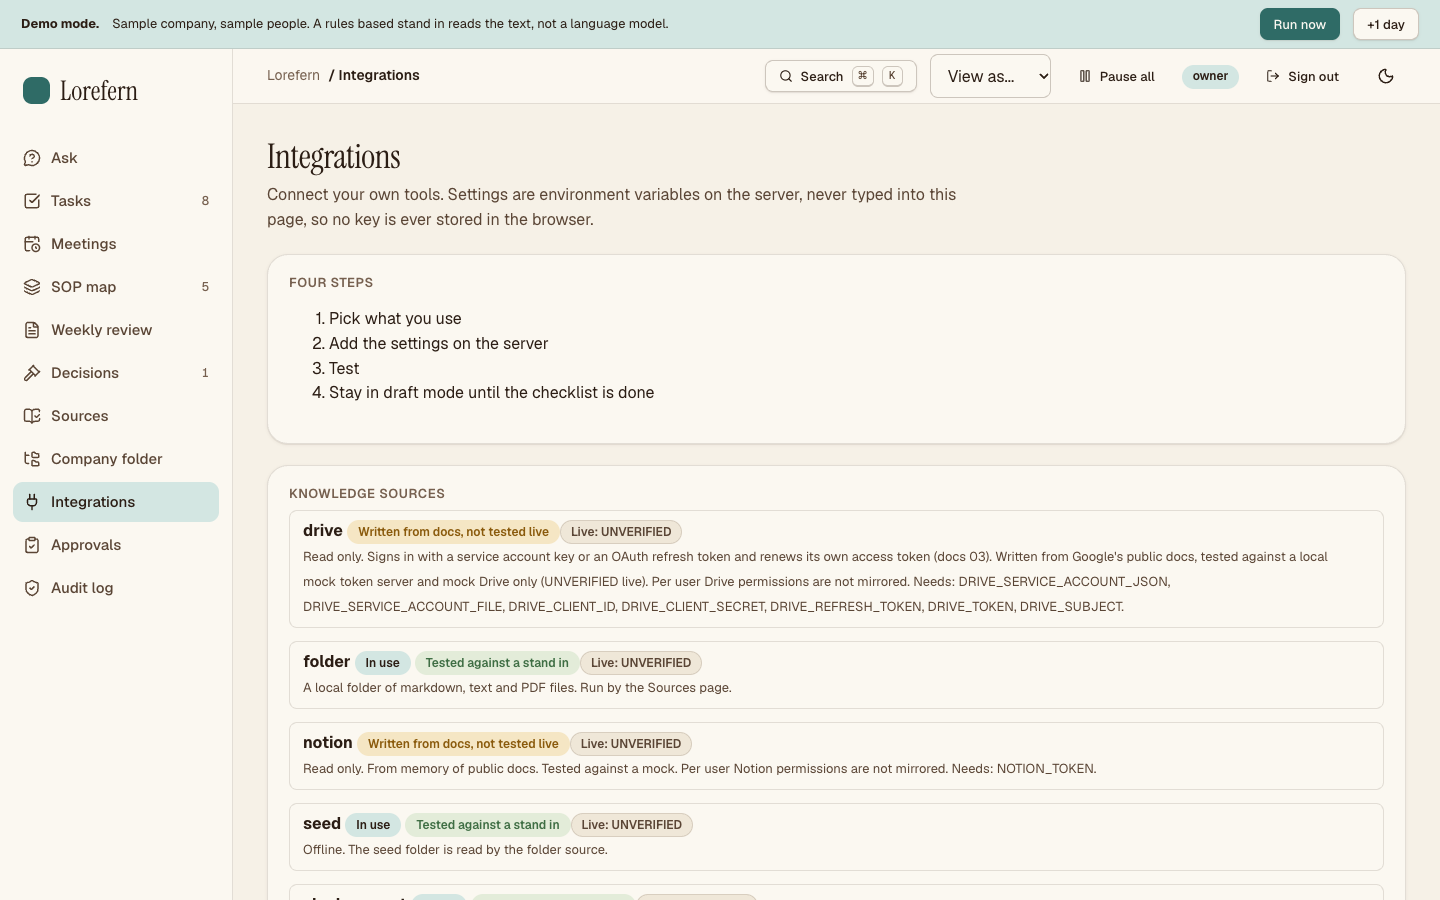 Demo mode. Sample company, sample people. A rules based stand in reads the text, not a language model.
Run now
+1 day
Lorefern
Lorefern / Integrations
Search ⌘ K
View as...
Pause all
owner
Sign out
Ask
Tasks 8
Meetings
SOP map 5
Weekly review
Decisions 1
Sources
Company folder
Integrations
Approvals
Audit log
Integrations
Connect your own tools. Settings are environment variables on the server, never typed into this
page, so no key is ever stored in the browser.
FOUR STEPS
1. Pick what you use
2. Add the settings on the server
3. Test
4. Stay in draft mode until the checklist is done
KNOWLEDGE SOURCES
drive Written from docs, not tested live Live: UNVERIFIED
Read only. Signs in with a service account key or an OAuth refresh token and renews its own access token (docs 03). Written from Google's public docs, tested against a local
mock token server and mock Drive only (UNVERIFIED live). Per user Drive permissions are not mirrored. Needs: DRIVE_SERVICE_ACCOUNT_JSON,
DRIVE_SERVICE_ACCOUNT_FILE, DRIVE_CLIENT_ID, DRIVE_CLIENT_SECRET, DRIVE_REFRESH_TOKEN, DRIVE_TOKEN, DRIVE_SUBJECT.
folder In use Tested against a stand in Live: UNVERIFIED
A local folder of markdown, text and PDF files. Run by the Sources page.
notion Written from docs, not tested live Live: UNVERIFIED
Read only. From memory of public docs. Tested against a mock. Per user Notion permissions are not mirrored. Needs: NOTION_TOKEN.
seed In use Tested against a stand in Live: UNVERIFIED
Offline. The seed folder is read by the folder source.